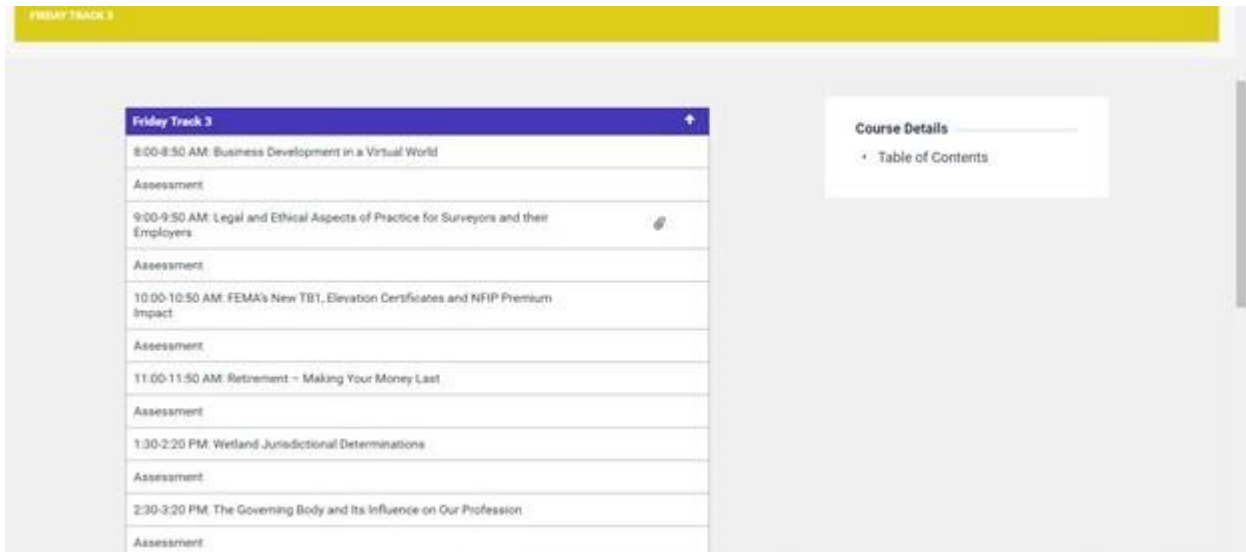 FRIDAY TRACK 3
Friday Track 3
8:00-8:50 AM: Business Development in a Virtual World
Assessment
9:00-9:50 AM: Legal and Ethical Aspects of Practice for Surveyors and their
Employers
Assessment
10:00-10:50 AM: FEMA's New TB1, Elevation Certificates and NFIP Premium
Impact
Assessment
11:00-11:50 AM: Retirement – Making Your Money Last
Assessment
1:30-2:20 PM: Wetland Jurisdictional Determinations
Assessment
2:30-3:20 PM: The Governing Body and Its Influence on Our Profession
Assessment
Course Details
• Table of Contents